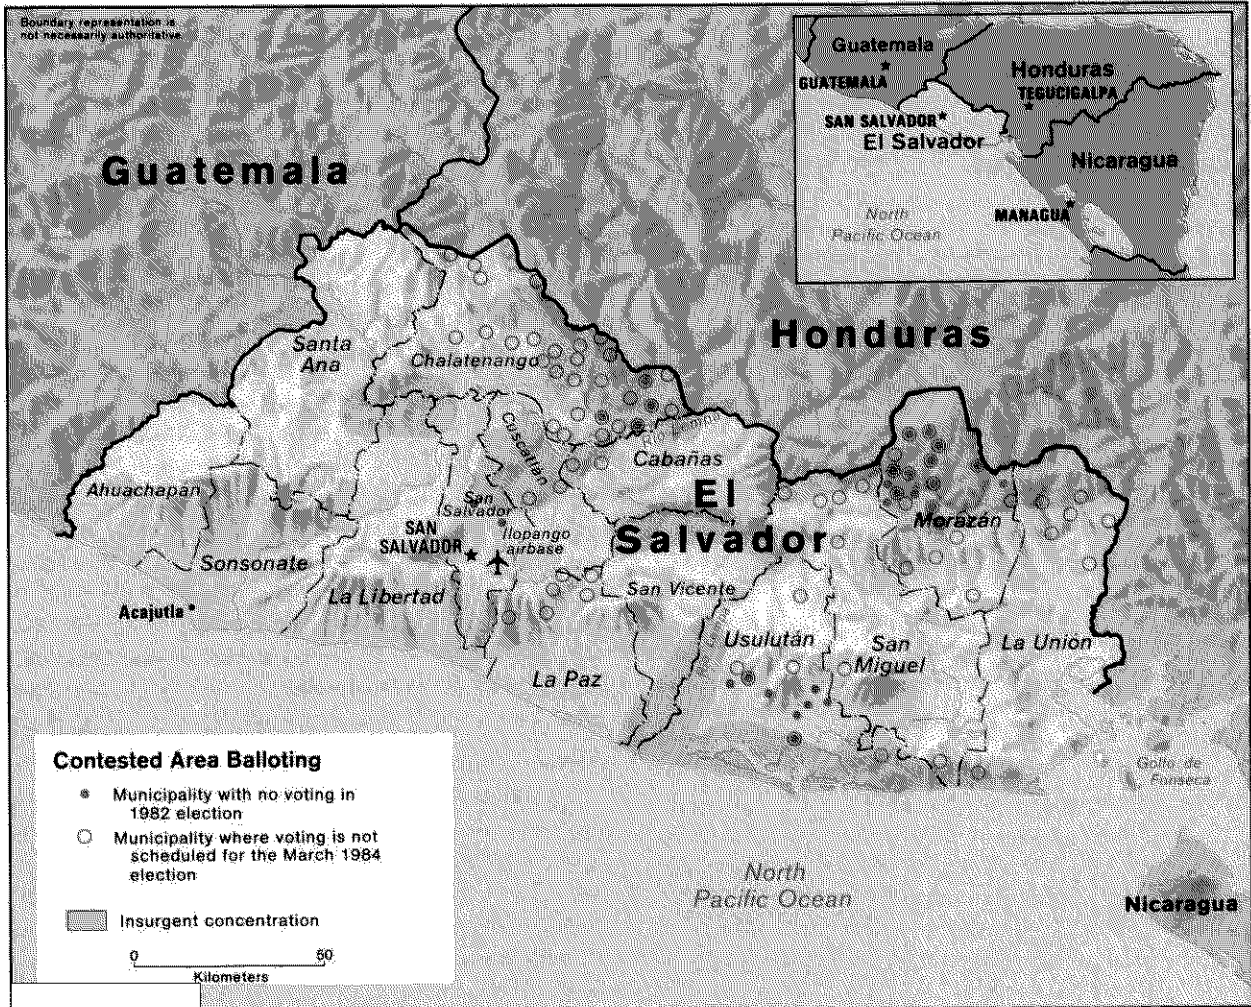 Boundary representation is
not necessarily authoritative
Guatemala
GUATEMALA
Honduras
TEGUCIGALPA
SAN SALVADOR
El Salvador
Nicaragua
MANAGUA
North
Pacific Ocean
Guatemala
Honduras
Santa
Ana
Chalatenango
Cuscatlán
Río Lempa
Cabañas
Ahuachapán
San
Salvador
El
Salvador
Morazán
SAN
SALVADOR
Ilopango
airbase
Sonsonate
La Libertad
San Vicente
Acajutla
Usulután
San
Miguel
La Unión
La Paz
Golfo de
Fonseca
Contested Area Balloting
Municipality with no voting in
1982 election
Municipality where voting is not
scheduled for the March 1984
election
Insurgent concentration
0 50
Kilometers
North
Pacific Ocean
Nicaragua